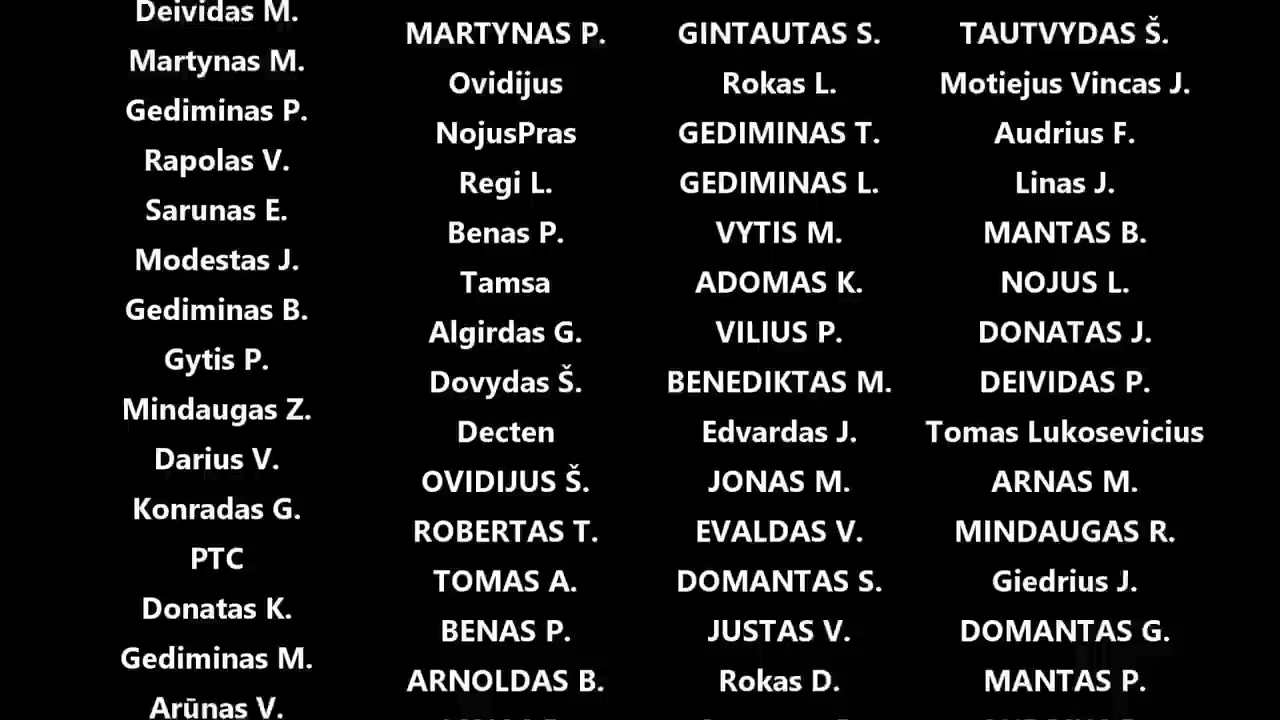 Deividas M.
Martynas M.
Gediminas P.
Rapolas V.
Sarunas E.
Modestas J.
Gediminas B.
Gytis P.
Mindaugas Z.
Darius V.
Konradas G.
PTC
Donatas K.
Gediminas M.
Arūnas V.
MARTYNAS P.
Ovidijus
NojusPras
Regi L.
Benas P.
Tamsa
Algirdas G.
Dovydas Š.
Decten
OVIDIJUS Š.
ROBERTAS T.
TOMAS A.
BENAS P.
ARNOLDAS B.
GINTAUTAS S.
Rokas L.
GEDIMINAS T.
GEDIMINAS L.
VYTIS M.
ADOMAS K.
VILIUS P.
BENEDIKTAS M.
Edvardas J.
JONAS M.
EVALDAS V.
DOMANTAS S.
JUSTAS V.
Rokas D.
TAUTVYDAS Š.
Motiejus Vincas J.
Audrius F.
Linas J.
MANTAS B.
NOJUS L.
DONATAS J.
DEIVIDAS P.
Tomas Lukosevicius
ARNAS M.
MINDAUGAS R.
Giedrius J.
DOMANTAS G.
MANTAS P.